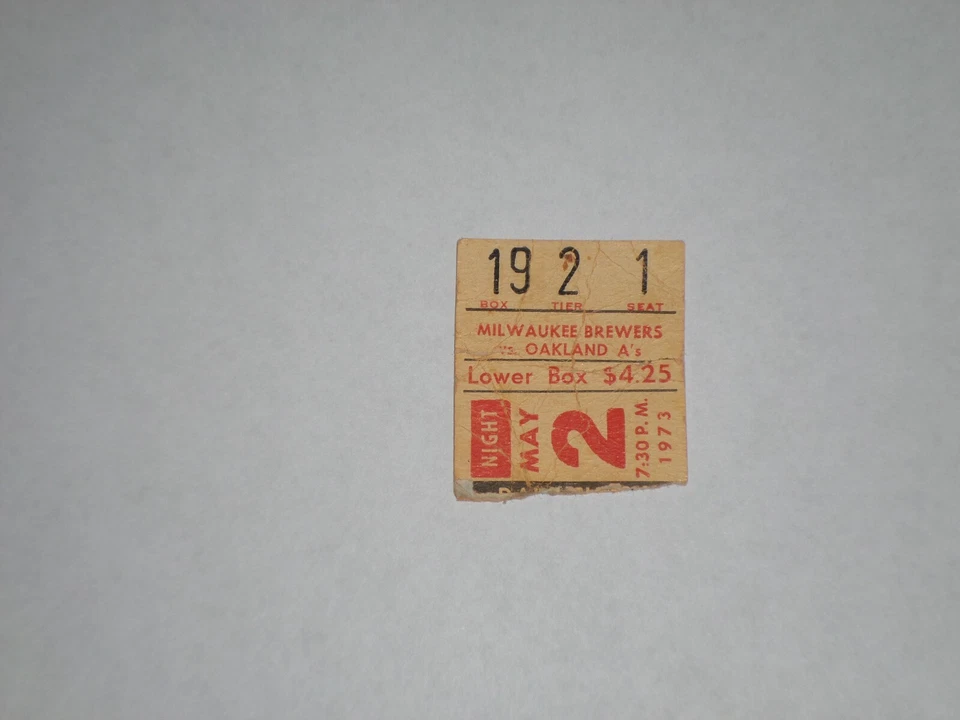 19 2 1
BOX TIER SEAT
MILWAUKEE BREWERS
vs. OAKLAND A's
Lower Box $4.25
NIGHT
MAY
2
7:30 P.M.
1973